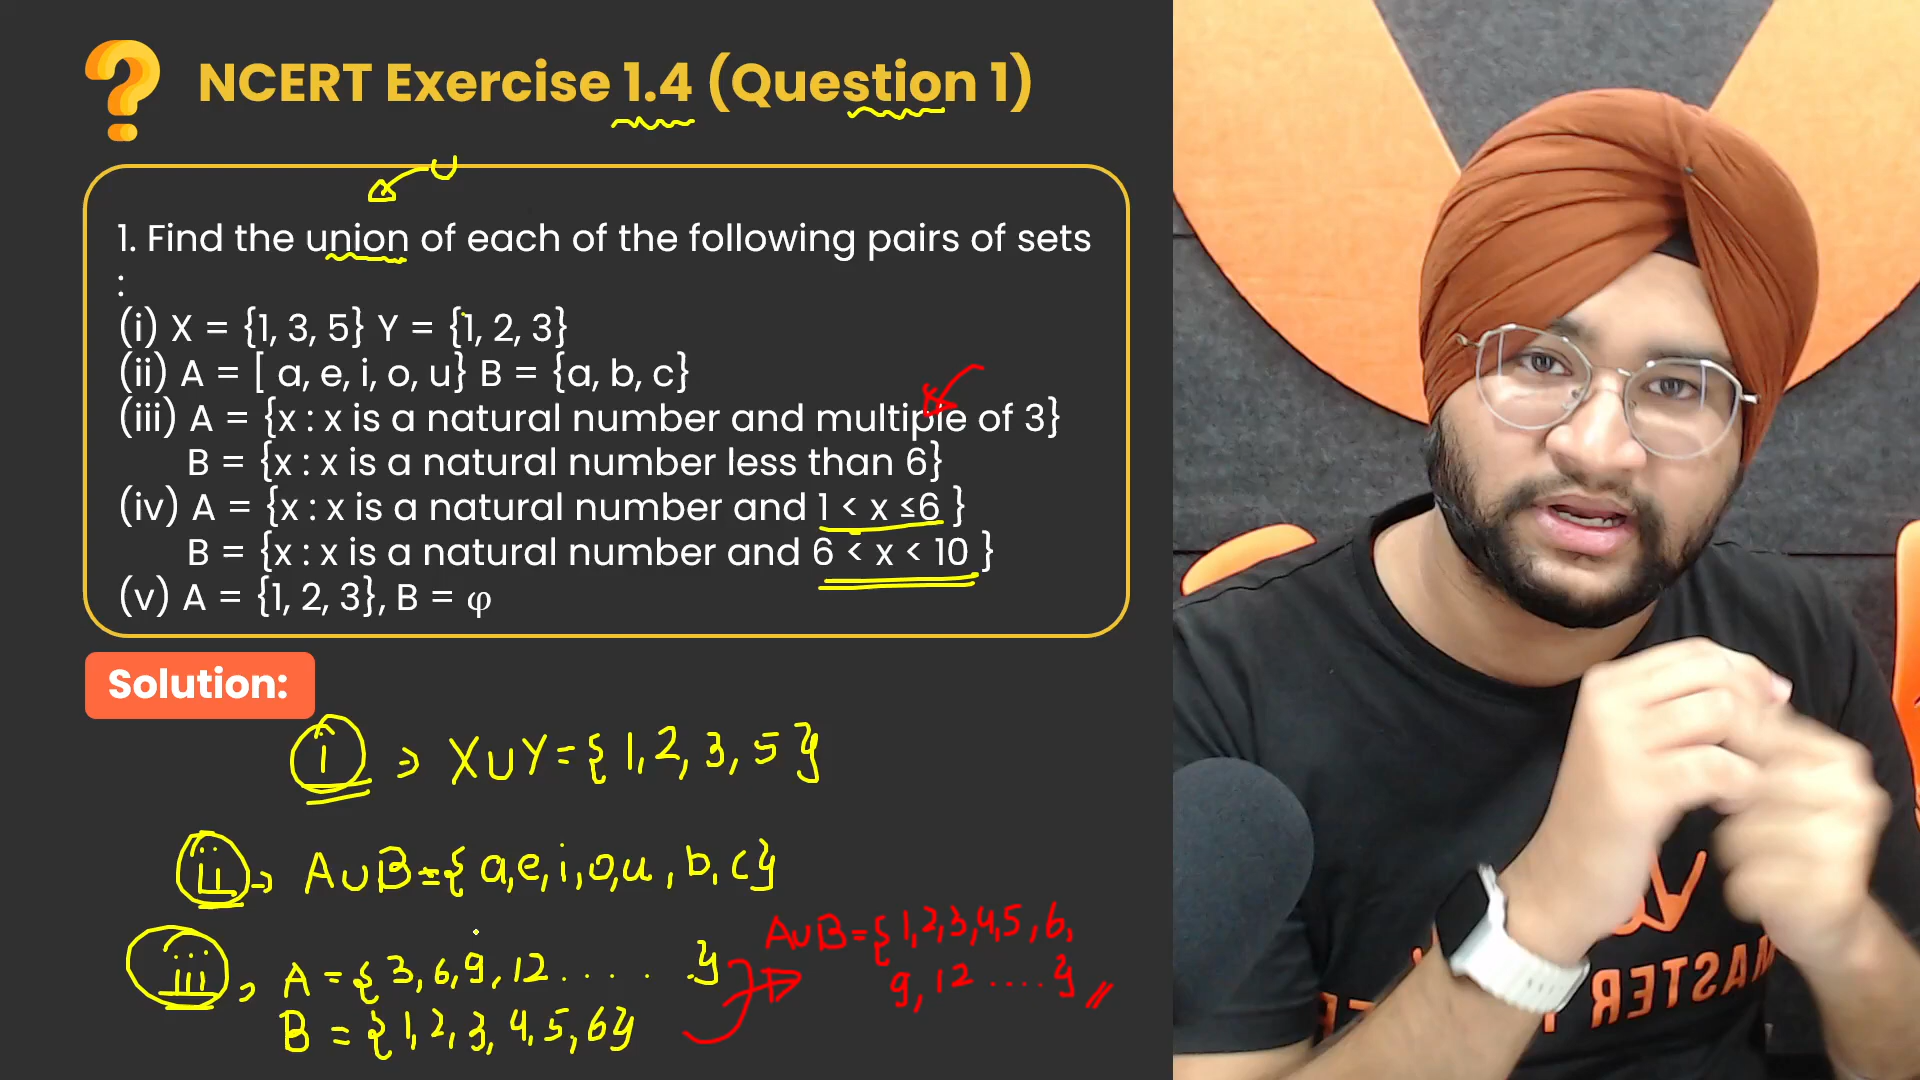 NCERT Exercise 1.4 (Question 1)
U
1. Find the union of each of the following pairs of sets
:
(i) X = {1, 3, 5} Y = {1, 2, 3}
(ii) A = [ a, e, i, o, u} B = {a, b, c}
(iii) A = {x : x is a natural number and multiple of 3}
B = {x : x is a natural number less than 6}
(iv) A = {x : x is a natural number and 1 < x ≤6 }
B = {x : x is a natural number and 6 < x < 10 }
(v) A = {1, 2, 3}, B = φ
Solution:
i ⇒ X∪Y = { 1, 2, 3, 5 }
ii ⇒ A∪B = { a, e, i, o, u, b, c}
iii ⇒ A = { 3, 6, 9, 12 . . . . . }
B = { 1, 2, 3, 4, 5, 6}
A∪B = { 1, 2, 3, 4, 5, 6,
9, 12 ..... } //
MASTER